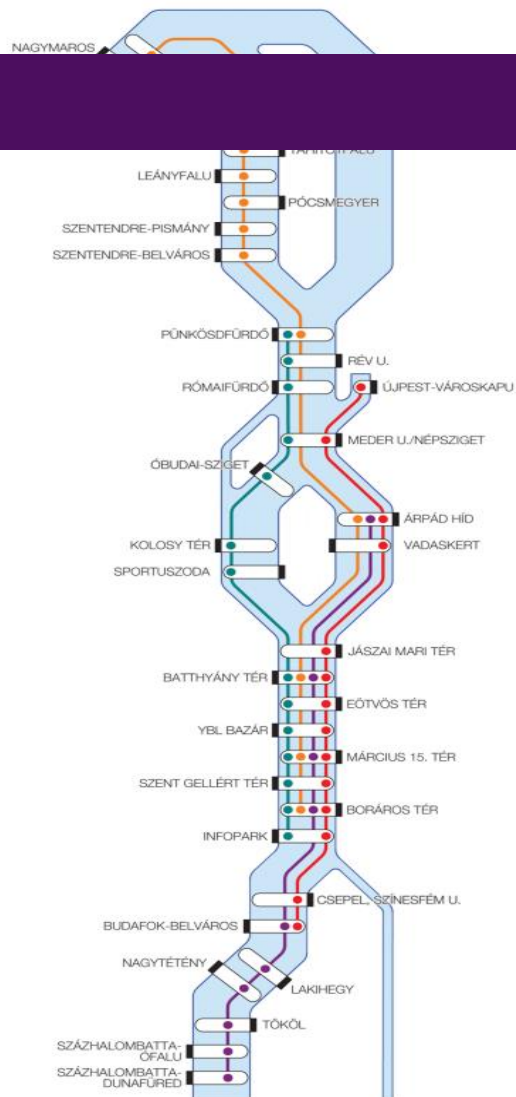 NAGYMAROS
LEÁNYFALU
PÓCSMEGYER
SZENTENDRE-PISMÁNY
SZENTENDRE-BELVÁROS
PÜNKÖSDFÜRDŐ
RÉV U.
RÓMAIFÜRDŐ
ÚJPEST-VÁROSKAPU
MEDER U./NÉPSZIGET
ÓBUDAI-SZIGET
ÁRPÁD HÍD
KOLOSY TÉR
VADASKERT
SPORTUSZODA
JÁSZAI MARI TÉR
BATTHYÁNY TÉR
EÖTVÖS TÉR
YBL BAZÁR
MÁRCIUS 15. TÉR
SZENT GELLÉRT TÉR
BORÁROS TÉR
INFOPARK
CSEPEL, SZÍNESFÉM U.
BUDAFOK-BELVÁROS
NAGYTÉTÉNY
LAKIHEGY
TÖKÖL
SZÁZHALOMBATTA-
ÓFALU
SZÁZHALOMBATTA-
DUNAFÜRED